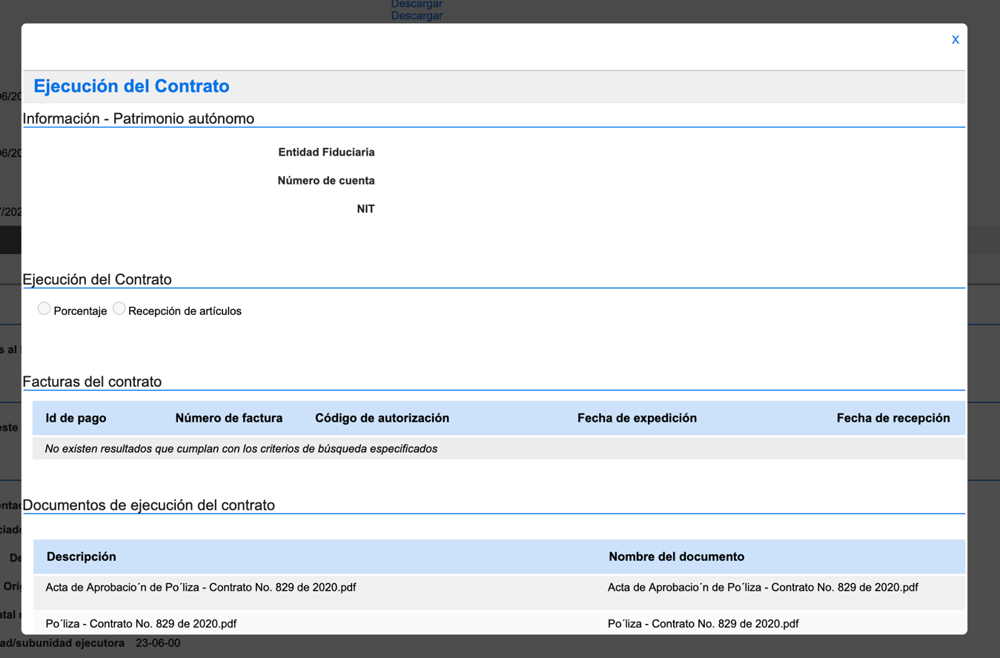 Descargar
Descargar
X
Ejecución del Contrato
Información - Patrimonio autónomo
Entidad Fiduciaria
Número de cuenta
NIT
Ejecución del Contrato
Porcentaje Recepción de artículos
Facturas del contrato
Id de pago Número de factura Código de autorización Fecha de expedición Fecha de recepción
No existen resultados que cumplan con los criterios de búsqueda especificados
Documentos de ejecución del contrato
Descripción Nombre del documento
Acta de Aprobacio´n de Po´liza - Contrato No. 829 de 2020.pdf Acta de Aprobacio´n de Po´liza - Contrato No. 829 de 2020.pdf
Po´liza - Contrato No. 829 de 2020.pdf Po´liza - Contrato No. 829 de 2020.pdf
ad/subunidad ejecutora 23-06-00